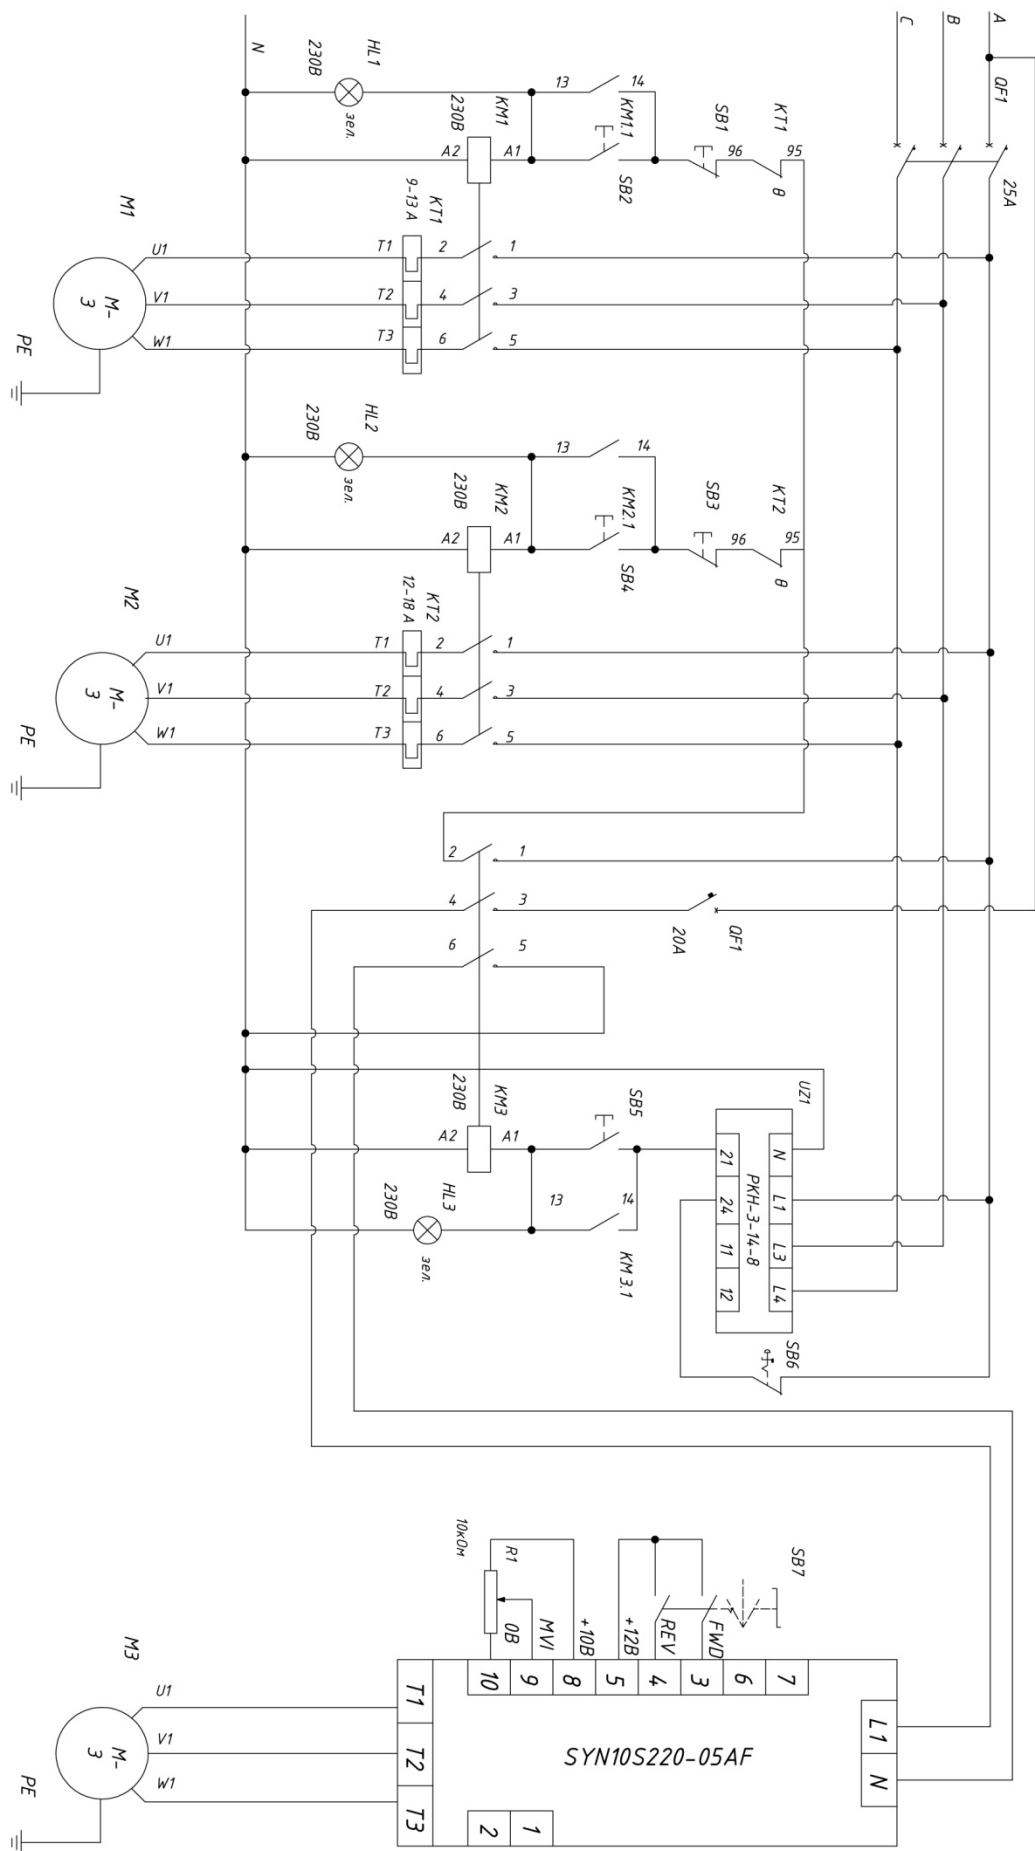 A
B
C
N
QF1
25A
HL1
230В
зел.
13
14
KM1.1
SB2
KM1
230В
A2
A1
SB1
96
KT1
95
θ
KT1
9-13 А
M1
U1
V1
W1
M-
3
PE
T1
T2
T3
2
4
6
1
3
5
HL2
230В
зел.
13
14
KM2.1
SB4
KM2
230В
A2
A1
SB3
96
KT2
95
θ
KT2
12-18 А
M2
U1
V1
W1
M-
3
PE
T1
T2
T3
2
4
6
1
3
5
2
1
4
3
20А
QF1
6
5
KM3
230В
A2
A1
SB5
13
14
KM 3.1
HL3
230В
зел.
UZ1
N
L1
L3
L4
РКН-3-14-8
21
24
11
12
SB6
SB7
FWD
REV
+12В
+10В
MVI
0В
R1
10кОм
7
6
3
4
5
8
9
10
L1
N
SYN10S220-05AF
T1
T2
T3
1
2
M3
U1
V1
W1
M-
3
PE